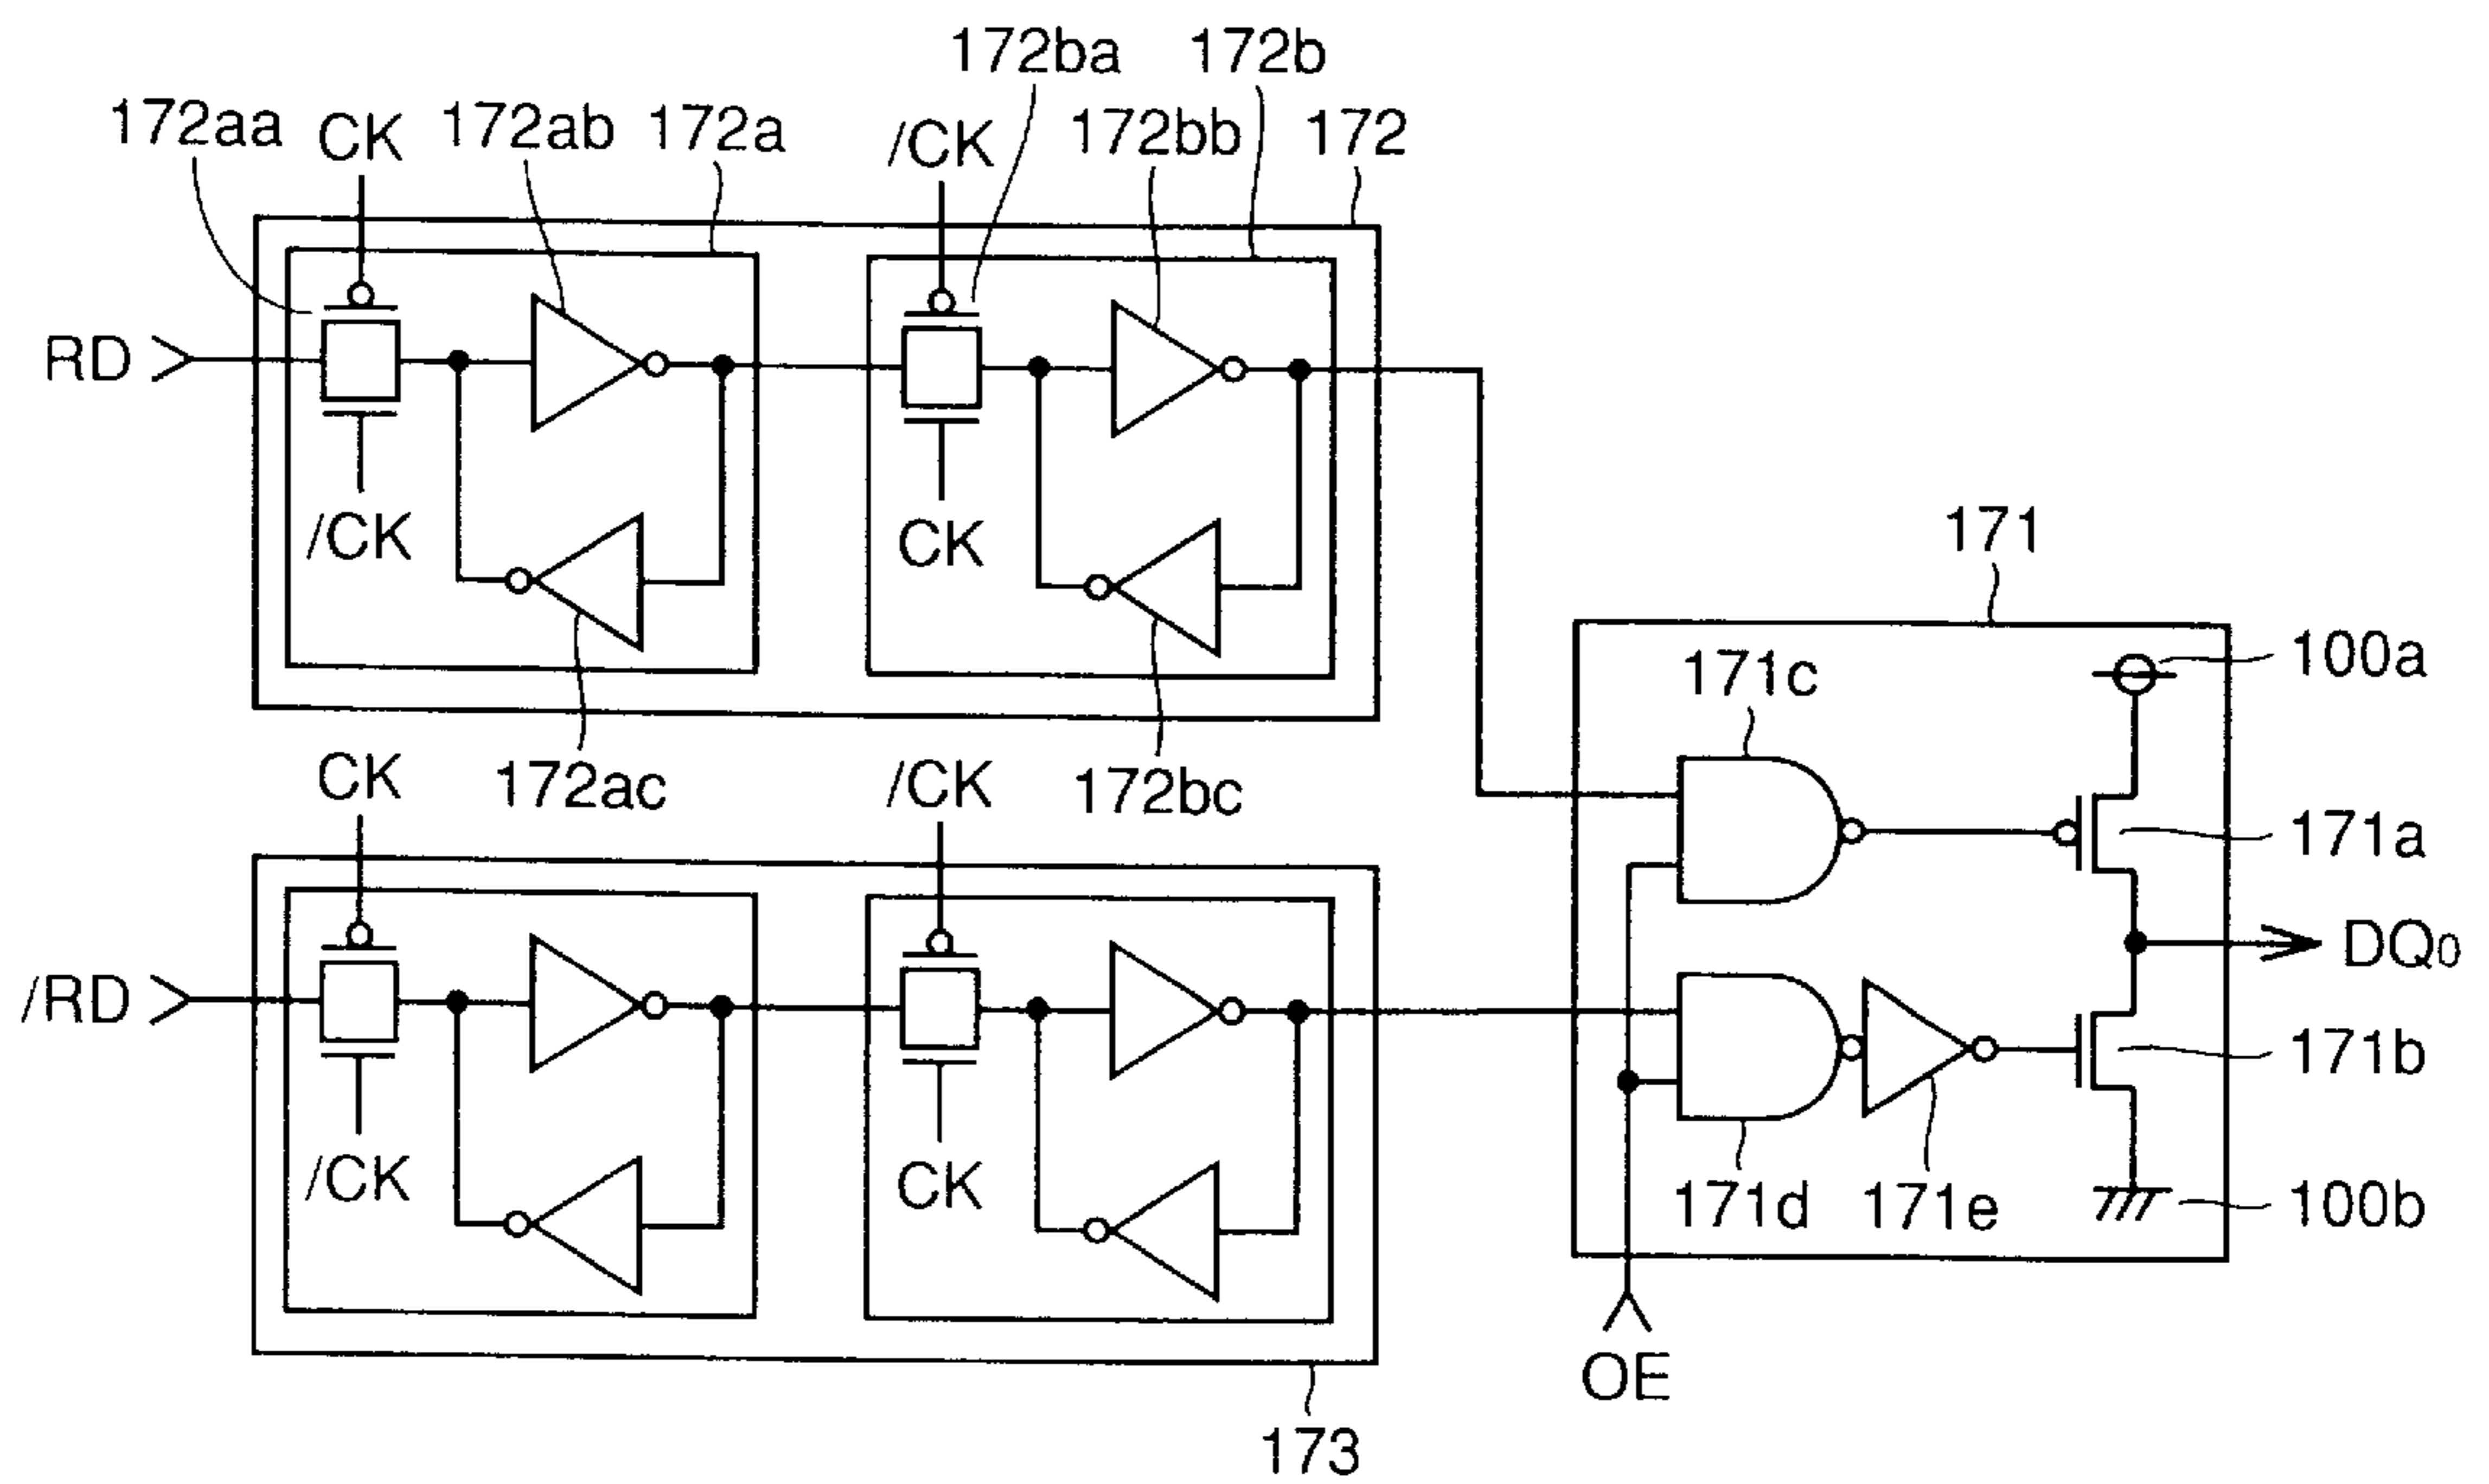 172ba 172b
172aa CK 172ab 172a /CK 172bb 172
RD
/CK CK
171
100a
171c
CK 172ac /CK 172bc
171a
DQ0
/RD
171b
/CK CK 171d 171e 100b
OE
173